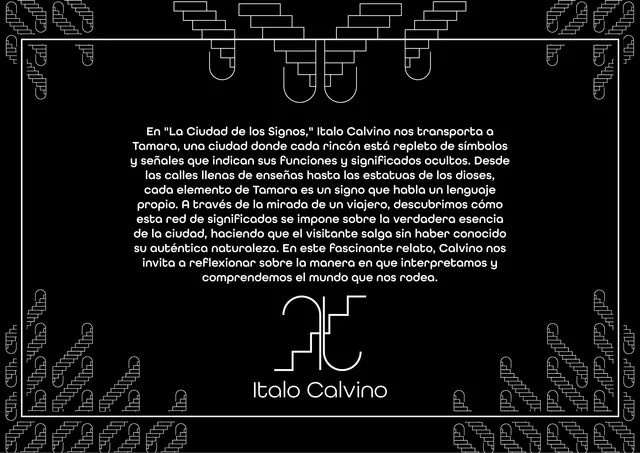 En "La Ciudad de los Signos," Italo Calvino nos transporta a
Tamara, una ciudad donde cada rincón está repleto de símbolos
y señales que indican sus funciones y significados ocultos. Desde
las calles llenas de enseñas hasta las estatuas de los dioses,
cada elemento de Tamara es un signo que habla un lenguaje
propio. A través de la mirada de un viajero, descubrimos cómo
esta red de significados se impone sobre la verdadera esencia
de la ciudad, haciendo que el visitante salga sin haber conocido
su auténtica naturaleza. En este fascinante relato, Calvino nos
invita a reflexionar sobre la manera en que interpretamos y
comprendemos el mundo que nos rodea.
Italo Calvino